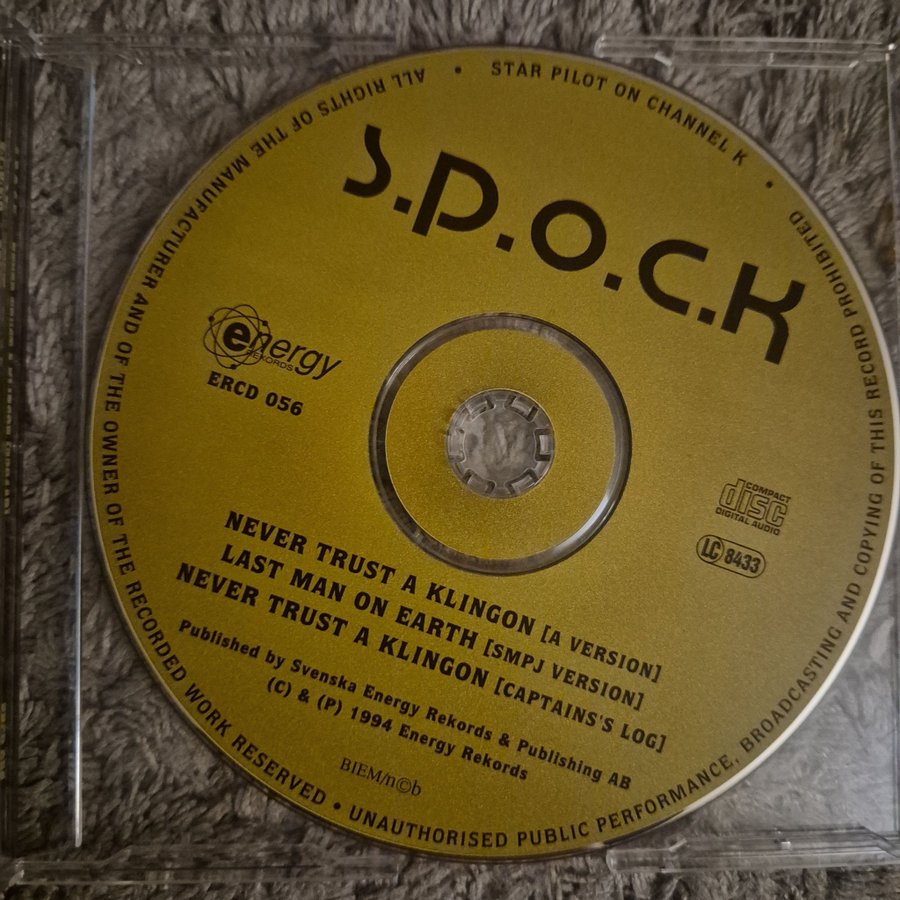 STAR PILOT ON CHANNEL K •
S.P.O.C.K
energy
REKORDS
ERCD 056
COMPACT
disc
DIGITAL AUDIO
LC 8433
NEVER TRUST A KLINGON [A VERSION]
LAST MAN ON EARTH [SMPJ VERSION]
NEVER TRUST A KLINGON [CAPTAINS'S LOG]
Published by Svenska Energy Rekords & Publishing AB
(C) & (P) 1994 Energy Rekords
BIEM/n©b
ALL RIGHTS OF THE MANUFACTURER AND OF THE OWNER OF THE RECORDED WORK RESERVED • UNAUTHORISED PUBLIC PERFORMANCE, BROADCASTING AND COPYING OF THIS RECORD PROHIBITED •